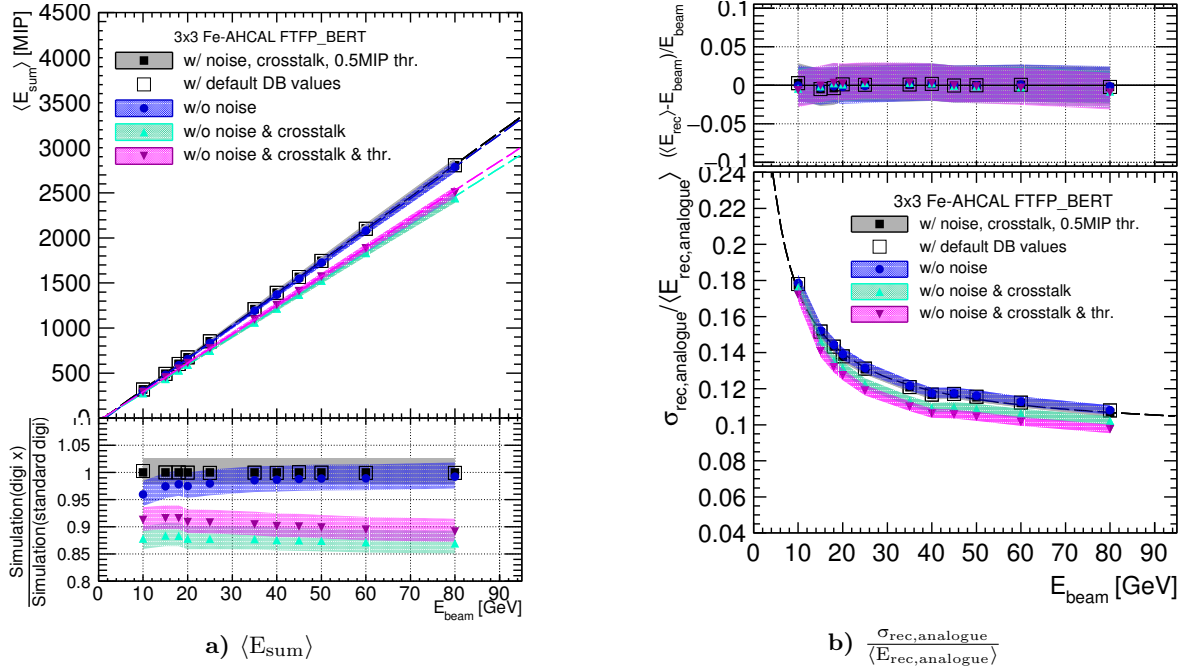 ⟨E_sum⟩ [MIP]
4500
4000
3500
3000
2500
2000
1500
1000
500
0
3x3 Fe-AHCAL FTFP_BERT
w/ noise, crosstalk, 0.5MIP thr.
w/ default DB values
w/o noise
w/o noise & crosstalk
w/o noise & crosstalk & thr.
Simulation(digi x)
Simulation(standard digi)
1.1
1.05
1
0.95
0.9
0.85
0.8
0 10 20 30 40 50 60 70 80 90
E_beam [GeV]
a) ⟨E_sum⟩
(⟨E_rec⟩-E_beam)/E_beam
0.1
0.05
0
−0.05
−0.1
σ_rec,analogue/⟨E_rec,analogue⟩
0.24
0.22
0.2
0.18
0.16
0.14
0.12
0.1
0.08
0.06
0.04
3x3 Fe-AHCAL FTFP_BERT
w/ noise, crosstalk, 0.5MIP thr.
w/ default DB values
w/o noise
w/o noise & crosstalk
w/o noise & crosstalk & thr.
0 10 20 30 40 50 60 70 80 90
E_beam [GeV]
b) σ_rec,analogue
⟨E_rec,analogue⟩